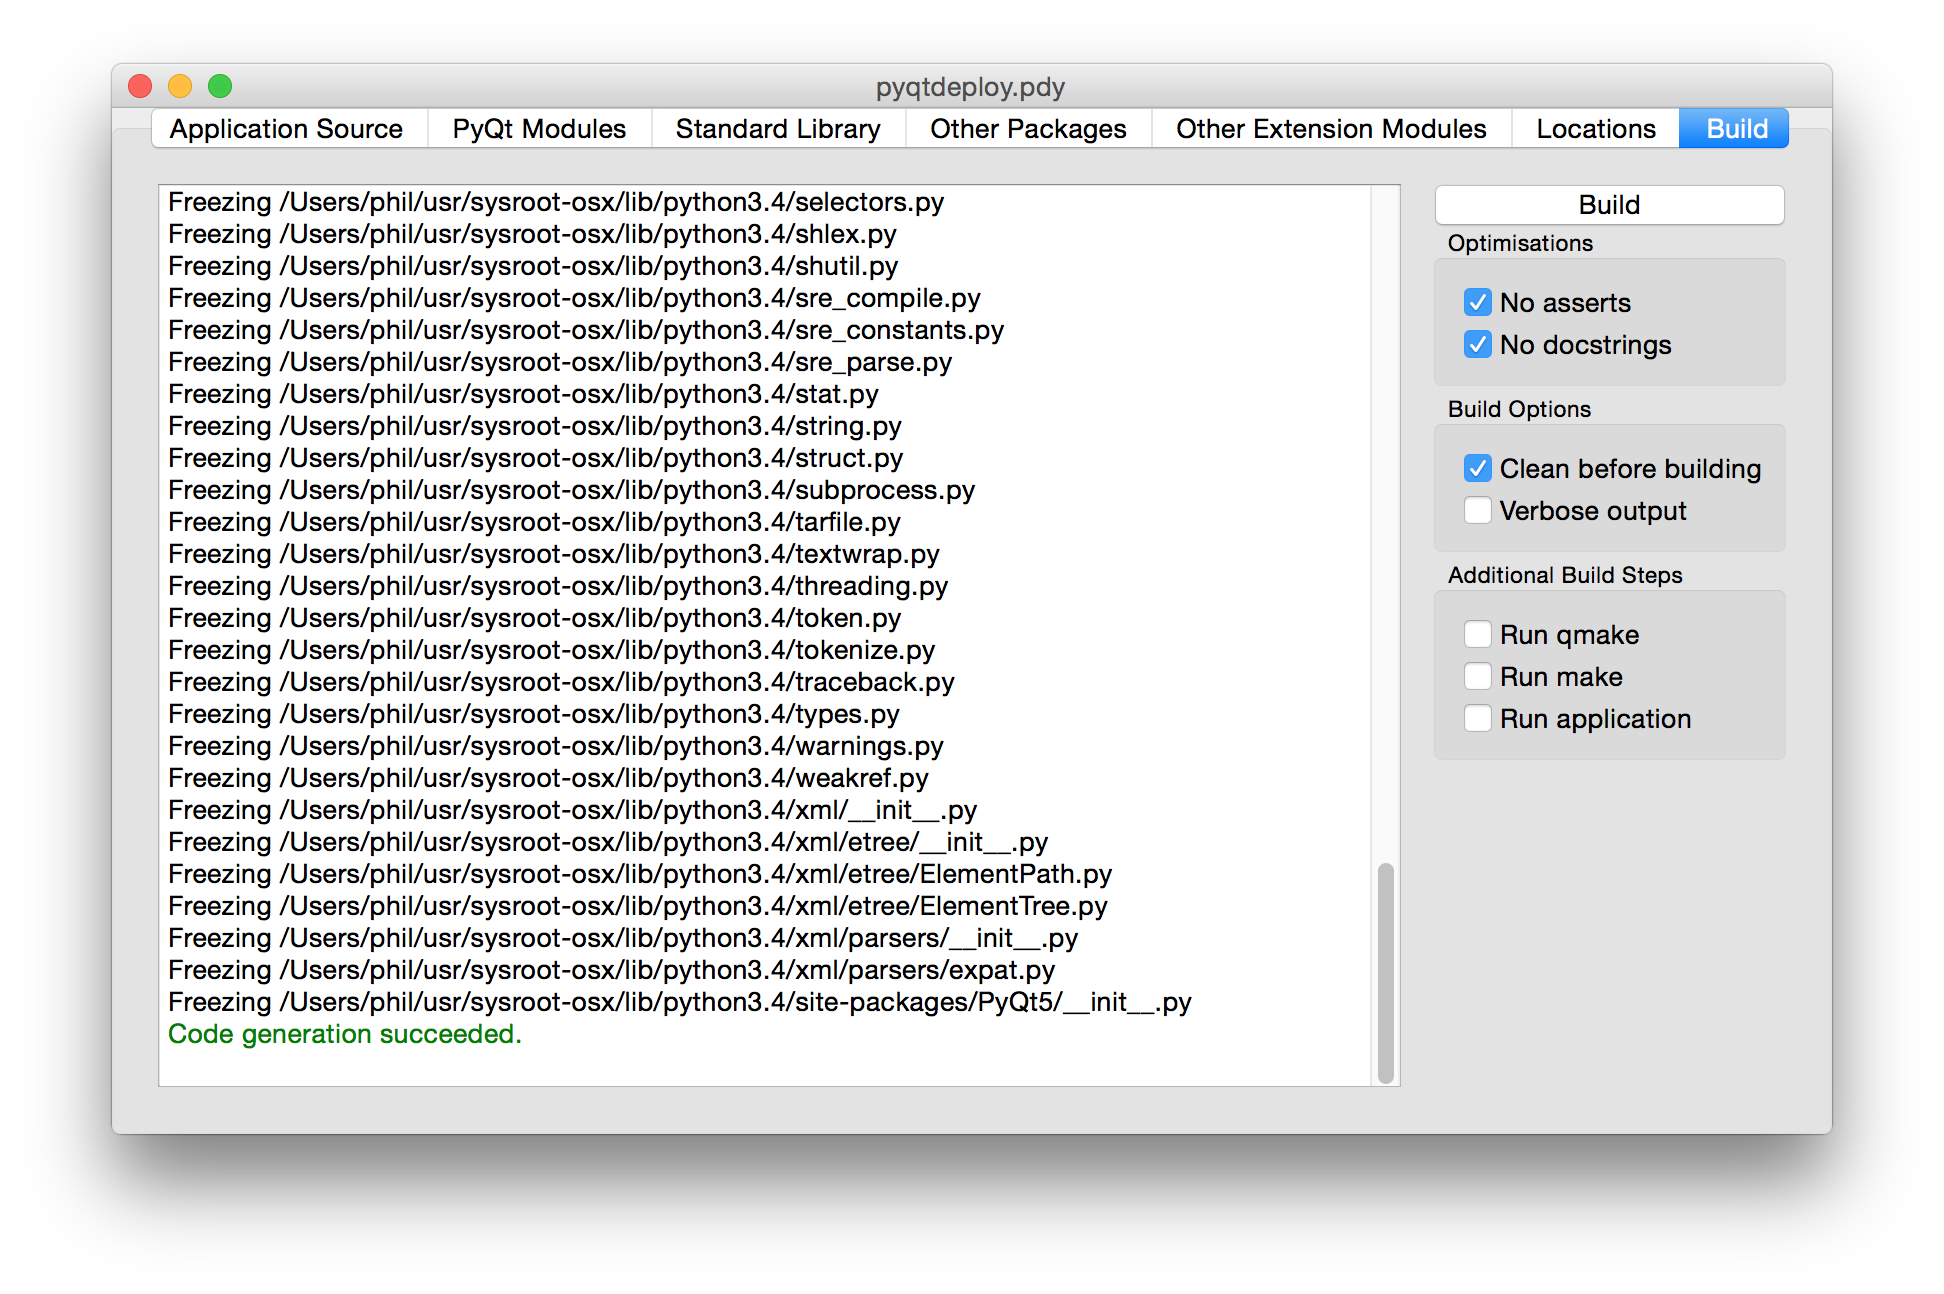 pyqtdeploy.pdy
Application Source PyQt Modules Standard Library Other Packages Other Extension Modules Locations Build
Freezing /Users/phil/usr/sysroot-osx/lib/python3.4/selectors.py
Freezing /Users/phil/usr/sysroot-osx/lib/python3.4/shlex.py
Freezing /Users/phil/usr/sysroot-osx/lib/python3.4/shutil.py
Freezing /Users/phil/usr/sysroot-osx/lib/python3.4/sre_compile.py
Freezing /Users/phil/usr/sysroot-osx/lib/python3.4/sre_constants.py
Freezing /Users/phil/usr/sysroot-osx/lib/python3.4/sre_parse.py
Freezing /Users/phil/usr/sysroot-osx/lib/python3.4/stat.py
Freezing /Users/phil/usr/sysroot-osx/lib/python3.4/string.py
Freezing /Users/phil/usr/sysroot-osx/lib/python3.4/struct.py
Freezing /Users/phil/usr/sysroot-osx/lib/python3.4/subprocess.py
Freezing /Users/phil/usr/sysroot-osx/lib/python3.4/tarfile.py
Freezing /Users/phil/usr/sysroot-osx/lib/python3.4/textwrap.py
Freezing /Users/phil/usr/sysroot-osx/lib/python3.4/threading.py
Freezing /Users/phil/usr/sysroot-osx/lib/python3.4/token.py
Freezing /Users/phil/usr/sysroot-osx/lib/python3.4/tokenize.py
Freezing /Users/phil/usr/sysroot-osx/lib/python3.4/traceback.py
Freezing /Users/phil/usr/sysroot-osx/lib/python3.4/types.py
Freezing /Users/phil/usr/sysroot-osx/lib/python3.4/warnings.py
Freezing /Users/phil/usr/sysroot-osx/lib/python3.4/weakref.py
Freezing /Users/phil/usr/sysroot-osx/lib/python3.4/xml/__init__.py
Freezing /Users/phil/usr/sysroot-osx/lib/python3.4/xml/etree/__init__.py
Freezing /Users/phil/usr/sysroot-osx/lib/python3.4/xml/etree/ElementPath.py
Freezing /Users/phil/usr/sysroot-osx/lib/python3.4/xml/etree/ElementTree.py
Freezing /Users/phil/usr/sysroot-osx/lib/python3.4/xml/parsers/__init__.py
Freezing /Users/phil/usr/sysroot-osx/lib/python3.4/xml/parsers/expat.py
Freezing /Users/phil/usr/sysroot-osx/lib/python3.4/site-packages/PyQt5/__init__.py
Code generation succeeded.
Build
Optimisations
No asserts
No docstrings
Build Options
Clean before building
Verbose output
Additional Build Steps
Run qmake
Run make
Run application